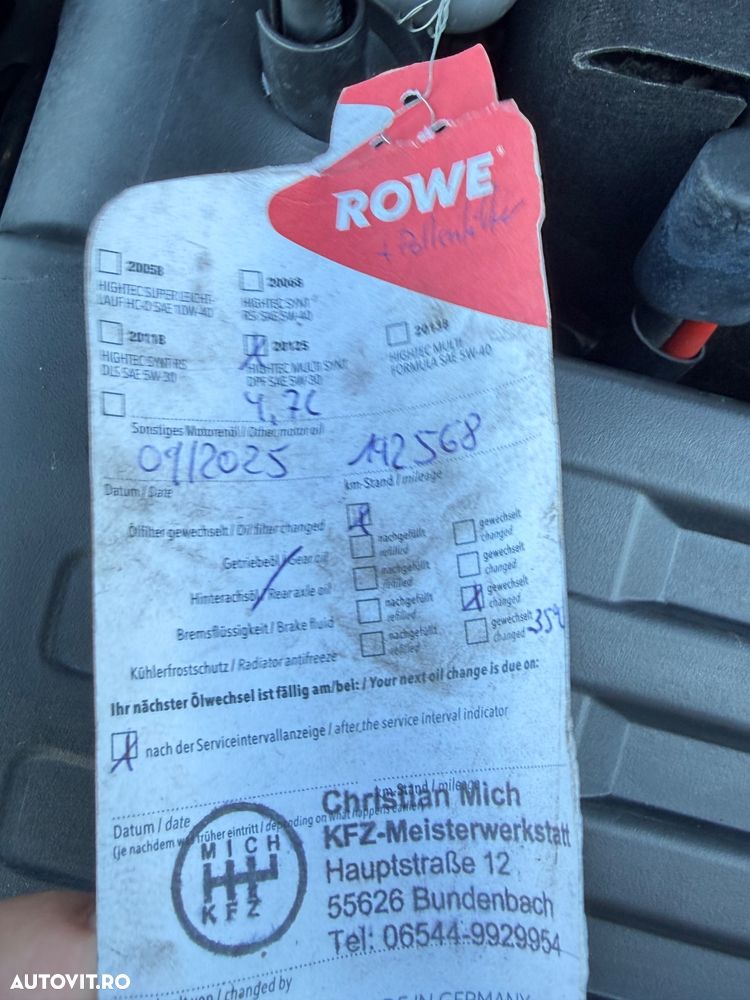 ROWE
+ Pollenfilter
20058
HIGHTEC SUPER LEICHT-
LAUF HC-O SAE 10W-40
20068
HIGHTEC SYNT
RS SAE 5W-40
20118
HIGHTEC SYNT RS
DLS SAE 5W-30
20125
HIGHTEC MULTI SYNT
DPF SAE 5W-30
20138
HIGHTEC MULTI
FORMULA SAE 5W-40
4,7L
Sonstiges Motorenöl / Other motor oil
09/2025 192568
Datum / Date km-Stand / mileage
Ölfilter gewechselt / Oil filter changed
Getriebeöl / Gear oil nachgefüllt refilled gewechselt changed
Hinterachsöl / Rear axle oil nachgefüllt refilled gewechselt changed
Bremsflüssigkeit / Brake fluid nachgefüllt refilled gewechselt changed
Kühlerfrostschutz / Radiator antifreeze nachgefüllt refilled gewechselt changed
Ihr nächster Ölwechsel ist fällig am/bei: / Your next oil change is due on:
nach der Serviceintervallanzeige / after the service interval indicator
Datum / date km-Stand / mileage
(je nachdem was früher eintritt / depending on what happens earlier)
MICH
KFZ
Christian Mich
KFZ-Meisterwerkstatt
Hauptstraße 12
55626 Bundenbach
Tel: 06544-9929954
changed by
GERMANY
AUTOVIT.RO